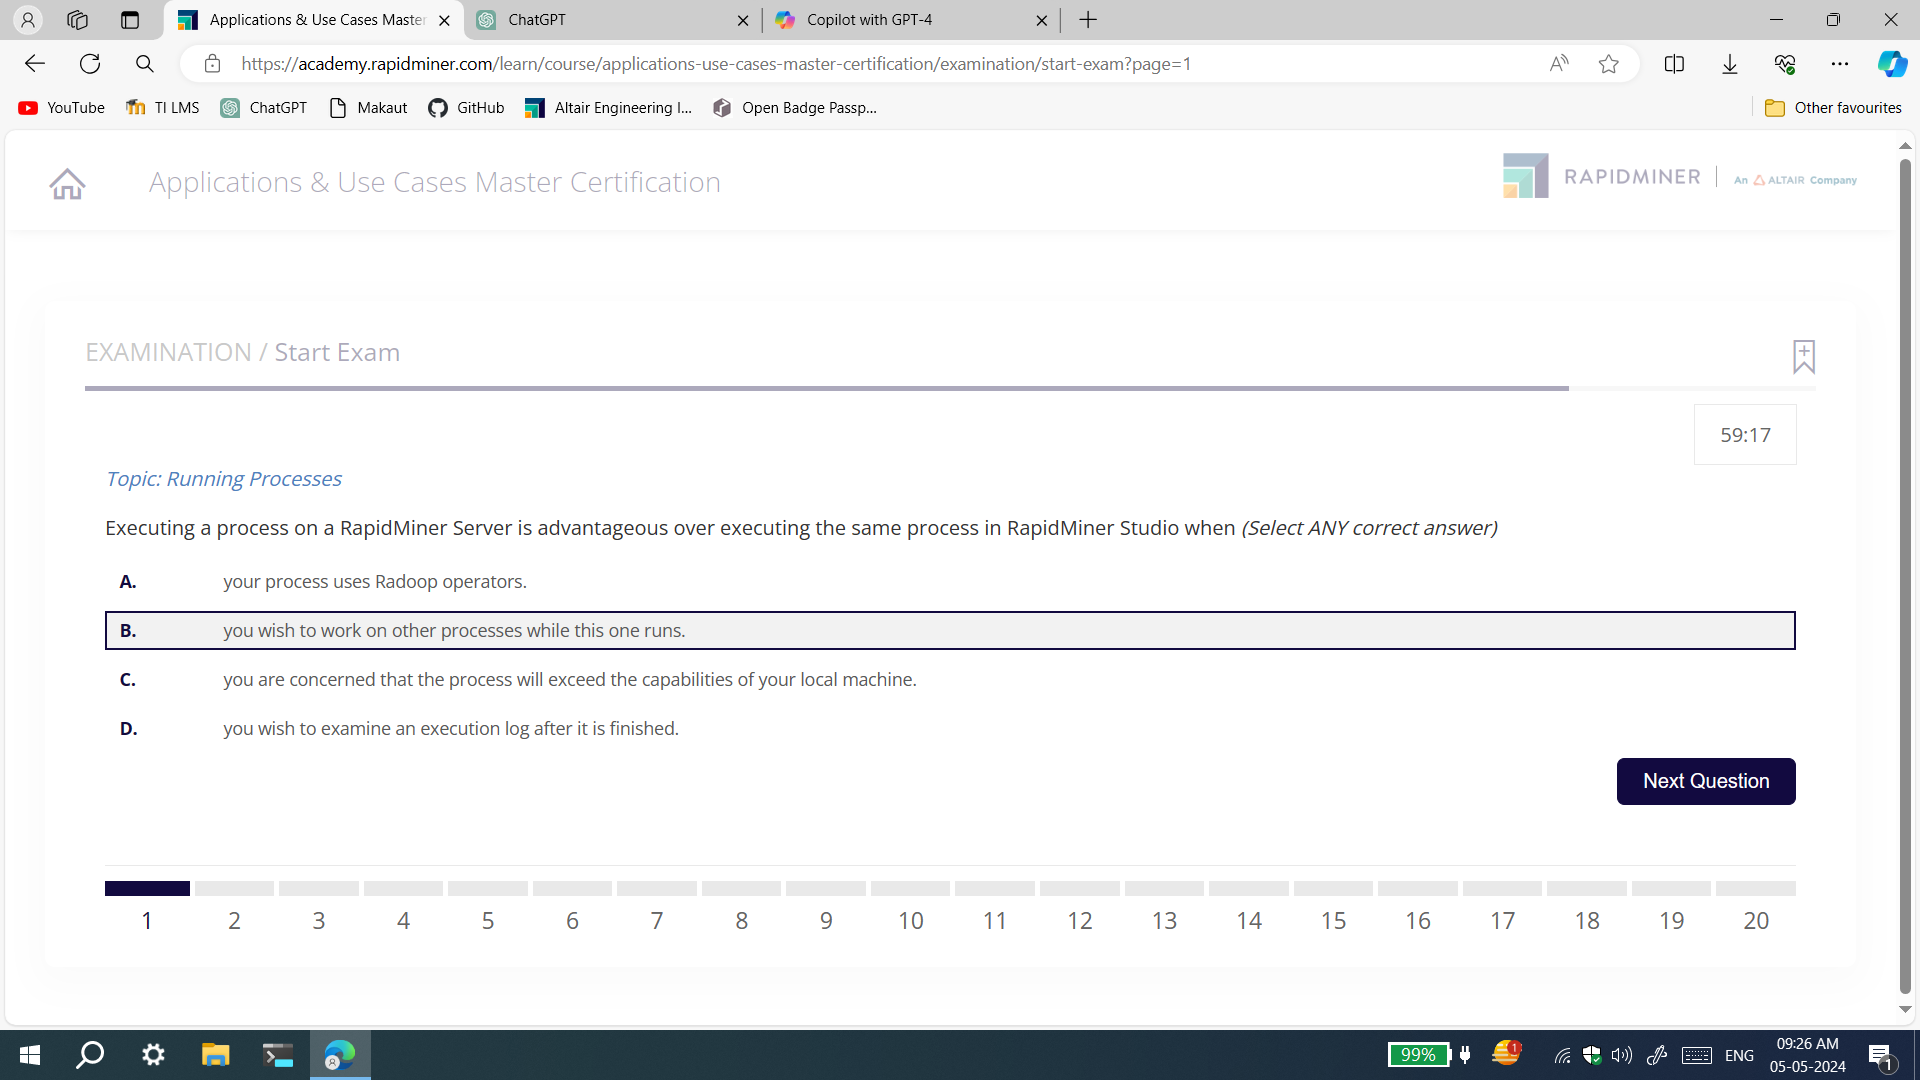 Applications & Use Cases Master
ChatGPT
Copilot with GPT-4
https://academy.rapidminer.com/learn/course/applications-use-cases-master-certification/examination/start-exam?page=1
YouTube
TI LMS
ChatGPT
Makaut
GitHub
Altair Engineering I...
Open Badge Passp...
Other favourites
Applications & Use Cases Master Certification
RAPIDMINER
An ALTAIR Company
EXAMINATION / Start Exam
59:17
Topic: Running Processes
Executing a process on a RapidMiner Server is advantageous over executing the same process in RapidMiner Studio when (Select ANY correct answer)
A. your process uses Radoop operators.
B. you wish to work on other processes while this one runs.
C. you are concerned that the process will exceed the capabilities of your local machine.
D. you wish to examine an execution log after it is finished.
Next Question
1 2 3 4 5 6 7 8 9 10 11 12 13 14 15 16 17 18 19 20
99%
1
ENG
09:26 AM
05-05-2024
1